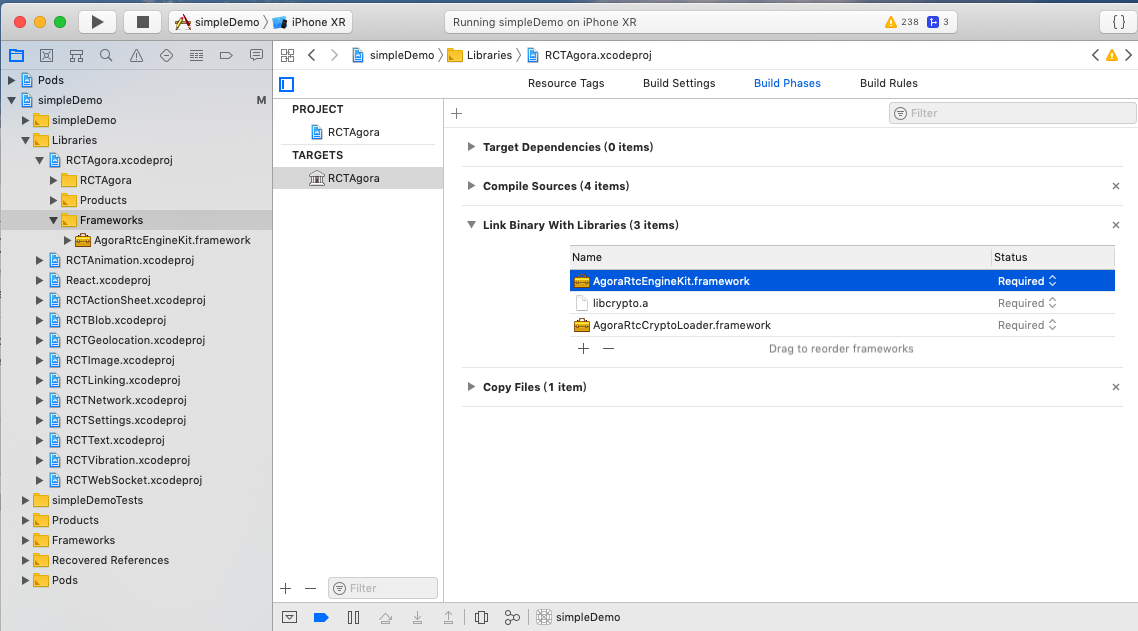 simpleDemo iPhone XR
Running simpleDemo on iPhone XR 238 3
{ }
simpleDemo Libraries RCTAgora.xcodeproj
Pods
simpleDemo M
simpleDemo
Libraries
RCTAgora.xcodeproj
RCTAgora
Products
Frameworks
AgoraRtcEngineKit.framework
RCTAnimation.xcodeproj
React.xcodeproj
RCTActionSheet.xcodeproj
RCTBlob.xcodeproj
RCTGeolocation.xcodeproj
RCTImage.xcodeproj
RCTLinking.xcodeproj
RCTNetwork.xcodeproj
RCTSettings.xcodeproj
RCTText.xcodeproj
RCTVibration.xcodeproj
RCTWebSocket.xcodeproj
simpleDemoTests
Products
Frameworks
Recovered References
Pods
Resource Tags Build Settings Build Phases Build Rules
PROJECT
RCTAgora
TARGETS
RCTAgora
Filter
Filter
Target Dependencies (0 items)
Compile Sources (4 items)
Link Binary With Libraries (3 items)
Name Status
AgoraRtcEngineKit.framework Required
libcrypto.a Required
AgoraRtcCryptoLoader.framework Required
Drag to reorder frameworks
Copy Files (1 item)
simpleDemo